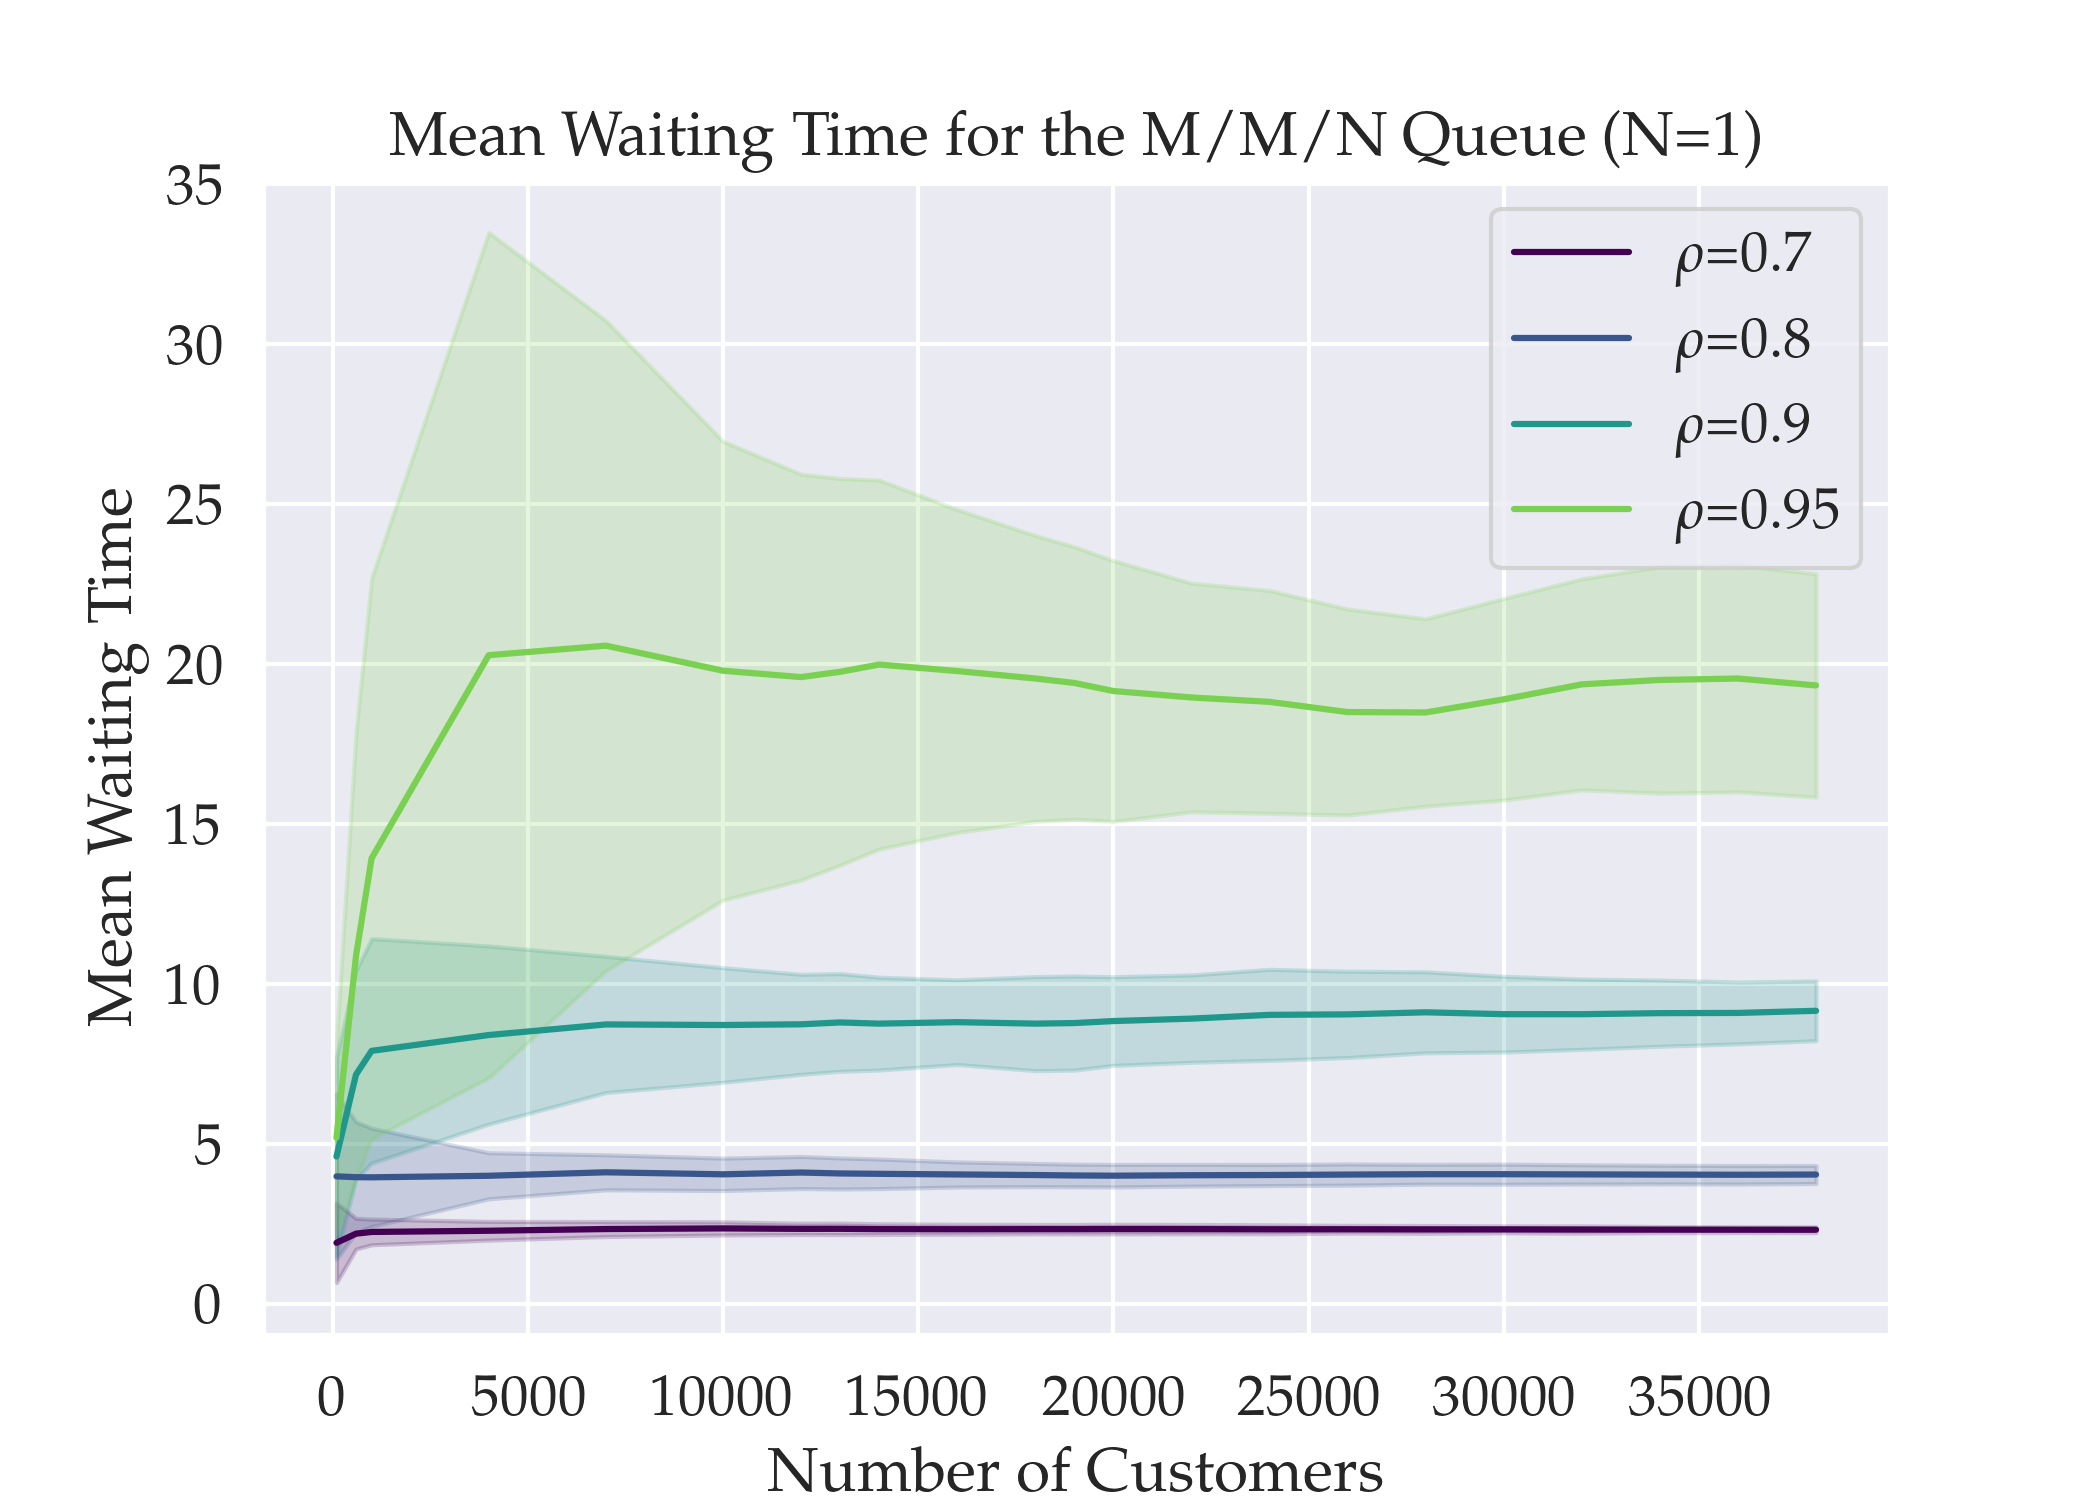 Mean Waiting Time for the M/M/N Queue (N=1)
35
30
25
20
15
10
5
0
Mean Waiting Time
ρ=0.7
ρ=0.8
ρ=0.9
ρ=0.95
0 5000 10000 15000 20000 25000 30000 35000
Number of Customers